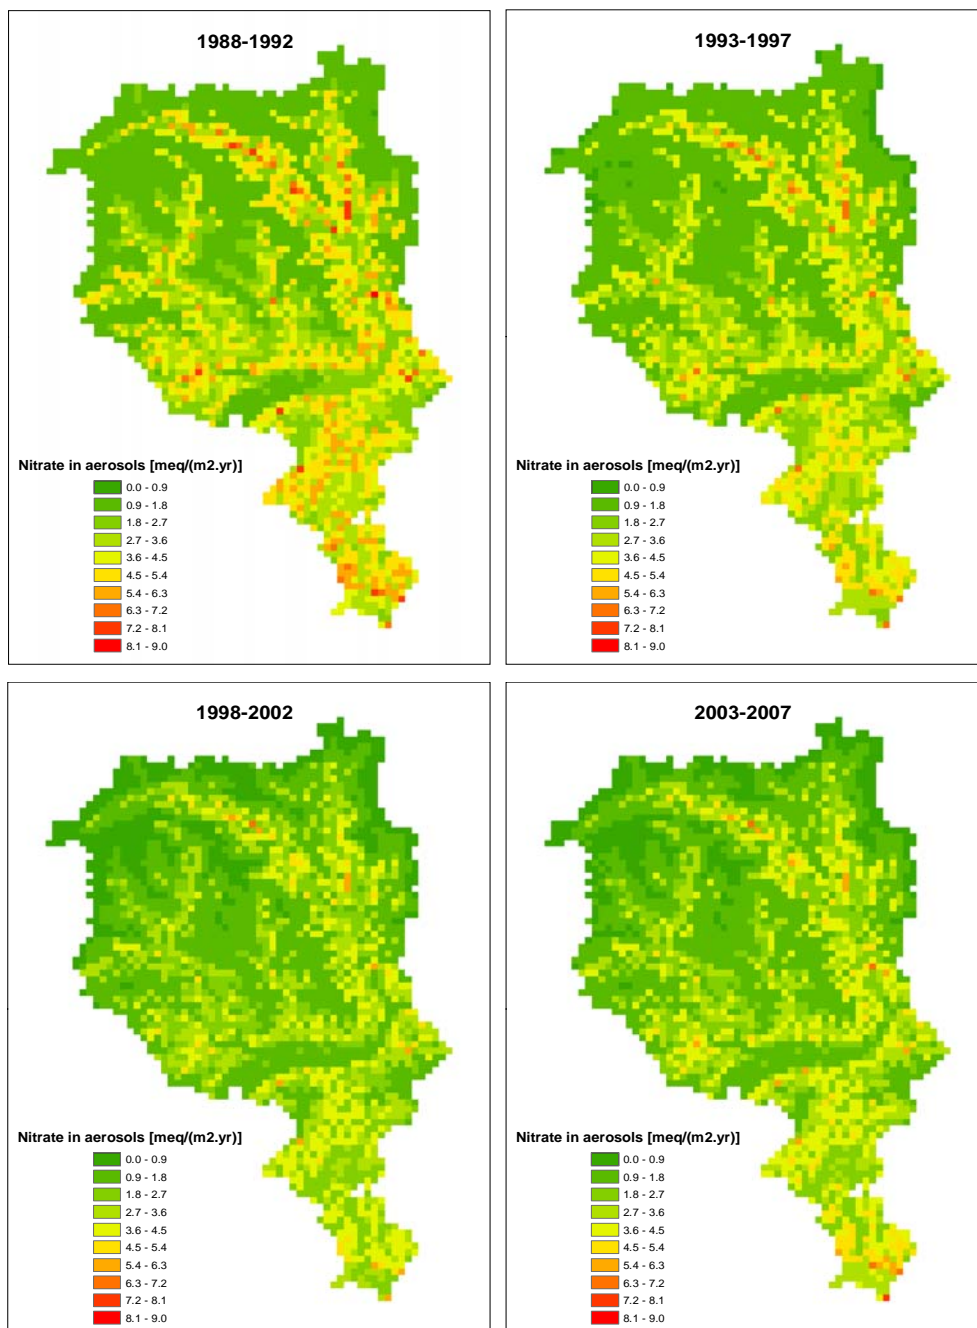 1988-1992
Nitrate in aerosols [meq/(m2.yr)]
0.0 - 0.9
0.9 - 1.8
1.8 - 2.7
2.7 - 3.6
3.6 - 4.5
4.5 - 5.4
5.4 - 6.3
6.3 - 7.2
7.2 - 8.1
8.1 - 9.0
1993-1997
Nitrate in aerosols [meq/(m2.yr)]
0.0 - 0.9
0.9 - 1.8
1.8 - 2.7
2.7 - 3.6
3.6 - 4.5
4.5 - 5.4
5.4 - 6.3
6.3 - 7.2
7.2 - 8.1
8.1 - 9.0
1998-2002
Nitrate in aerosols [meq/(m2.yr)]
0.0 - 0.9
0.9 - 1.8
1.8 - 2.7
2.7 - 3.6
3.6 - 4.5
4.5 - 5.4
5.4 - 6.3
6.3 - 7.2
7.2 - 8.1
8.1 - 9.0
2003-2007
Nitrate in aerosols [meq/(m2.yr)]
0.0 - 0.9
0.9 - 1.8
1.8 - 2.7
2.7 - 3.6
3.6 - 4.5
4.5 - 5.4
5.4 - 6.3
6.3 - 7.2
7.2 - 8.1
8.1 - 9.0